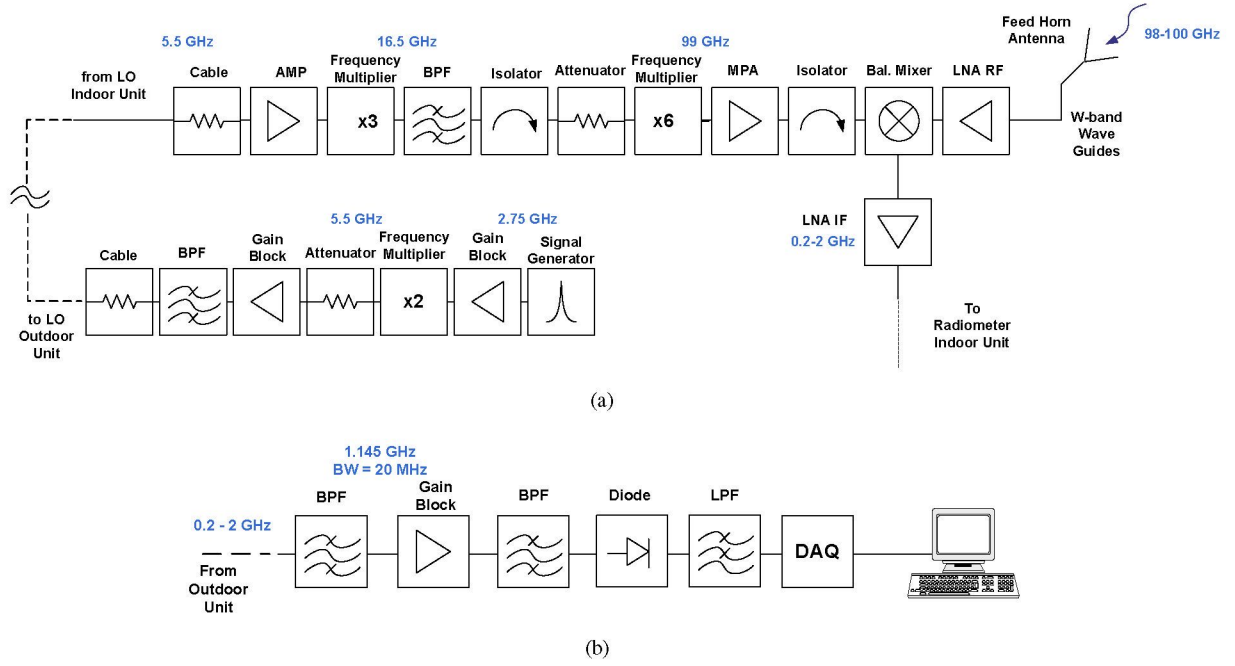 5.5 GHz
16.5 GHz
99 GHz
Feed Horn
Antenna
98-100 GHz
from LO
Indoor Unit
Cable
AMP
Frequency
Multiplier
BPF
Isolator
Attenuator
Frequency
Multiplier
MPA
Isolator
Bal. Mixer
LNA RF
x3
x6
W-band
Wave
Guides
LNA IF
0.2-2 GHz
5.5 GHz
2.75 GHz
Cable
BPF
Gain
Block
Attenuator
Frequency
Multiplier
Gain
Block
Signal
Generator
x2
to LO
Outdoor
Unit
To
Radiometer
Indoor Unit
(a)
1.145 GHz
BW = 20 MHz
BPF
Gain
Block
BPF
Diode
LPF
0.2 - 2 GHz
DAQ
From
Outdoor
Unit
(b)